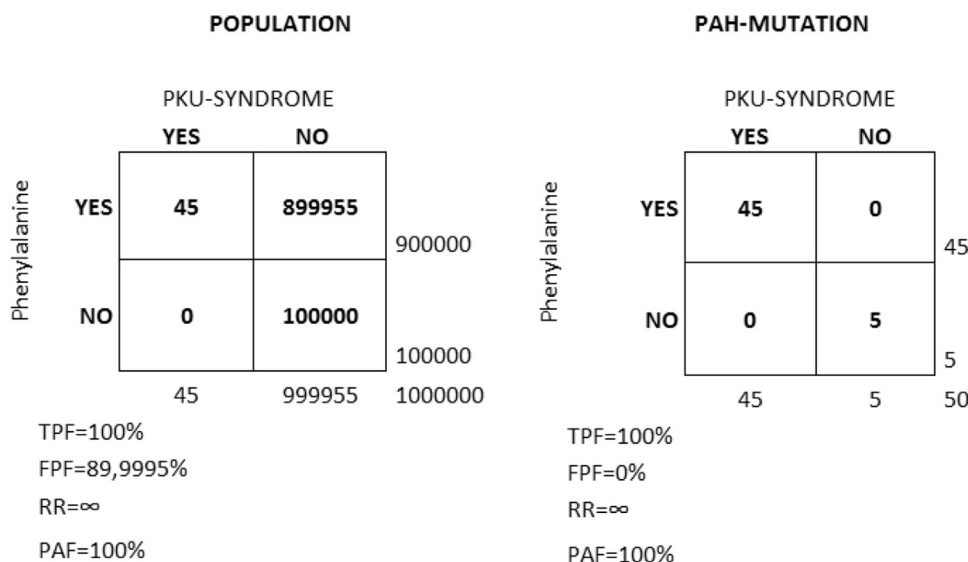 POPULATION
PKU-SYNDROME
YES NO
Phenylalanine
YES 45 899955 900000
NO 0 100000 100000
45 999955 1000000
TPF=100%
FPF=89,9995%
RR=∞
PAF=100%
PAH-MUTATION
PKU-SYNDROME
YES NO
Phenylalanine
YES 45 0 45
NO 0 5 5
45 5 50
TPF=100%
FPF=0%
RR=∞
PAF=100%